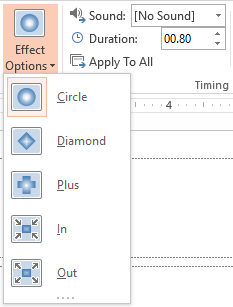 Effect
Options
Sound: [No Sound]
Duration: 00.80
Apply To All
Timing
4
Circle
Diamond
Plus
In
Out